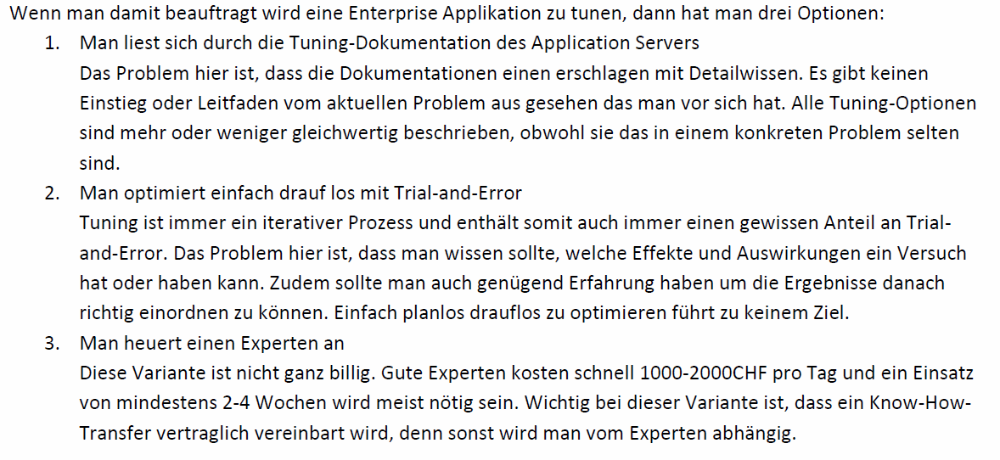 Wenn man damit beauftragt wird eine Enterprise Applikation zu tunen, dann hat man drei Optionen:
1. Man liest sich durch die Tuning-Dokumentation des Application Servers
Das Problem hier ist, dass die Dokumentationen einen erschlagen mit Detailwissen. Es gibt keinen
Einstieg oder Leitfaden vom aktuellen Problem aus gesehen das man vor sich hat. Alle Tuning-Optionen
sind mehr oder weniger gleichwertig beschrieben, obwohl sie das in einem konkreten Problem selten
sind.
2. Man optimiert einfach drauf los mit Trial-and-Error
Tuning ist immer ein iterativer Prozess und enthält somit auch immer einen gewissen Anteil an Trial-
and-Error. Das Problem hier ist, dass man wissen sollte, welche Effekte und Auswirkungen ein Versuch
hat oder haben kann. Zudem sollte man auch genügend Erfahrung haben um die Ergebnisse danach
richtig einordnen zu können. Einfach planlos drauflos zu optimieren führt zu keinem Ziel.
3. Man heuert einen Experten an
Diese Variante ist nicht ganz billig. Gute Experten kosten schnell 1000-2000CHF pro Tag und ein Einsatz
von mindestens 2-4 Wochen wird meist nötig sein. Wichtig bei dieser Variante ist, dass ein Know-How-
Transfer vertraglich vereinbart wird, denn sonst wird man vom Experten abhängig.